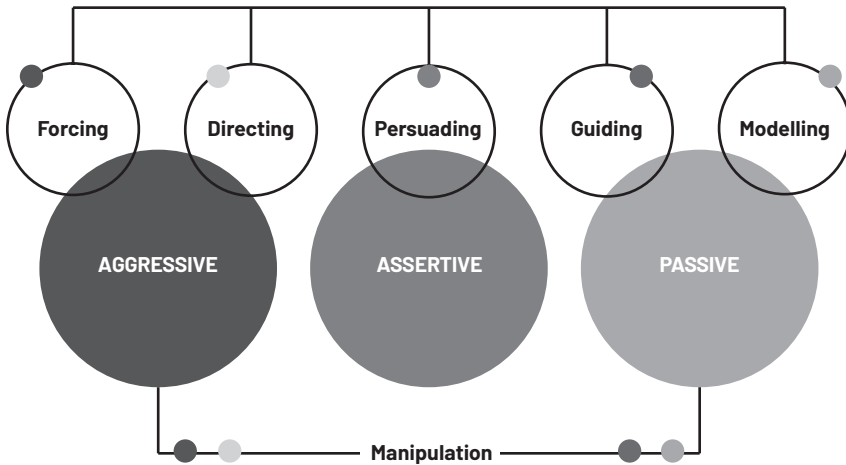 Forcing
Directing
Persuading
Guiding
Modelling
AGGRESSIVE
ASSERTIVE
PASSIVE
Manipulation